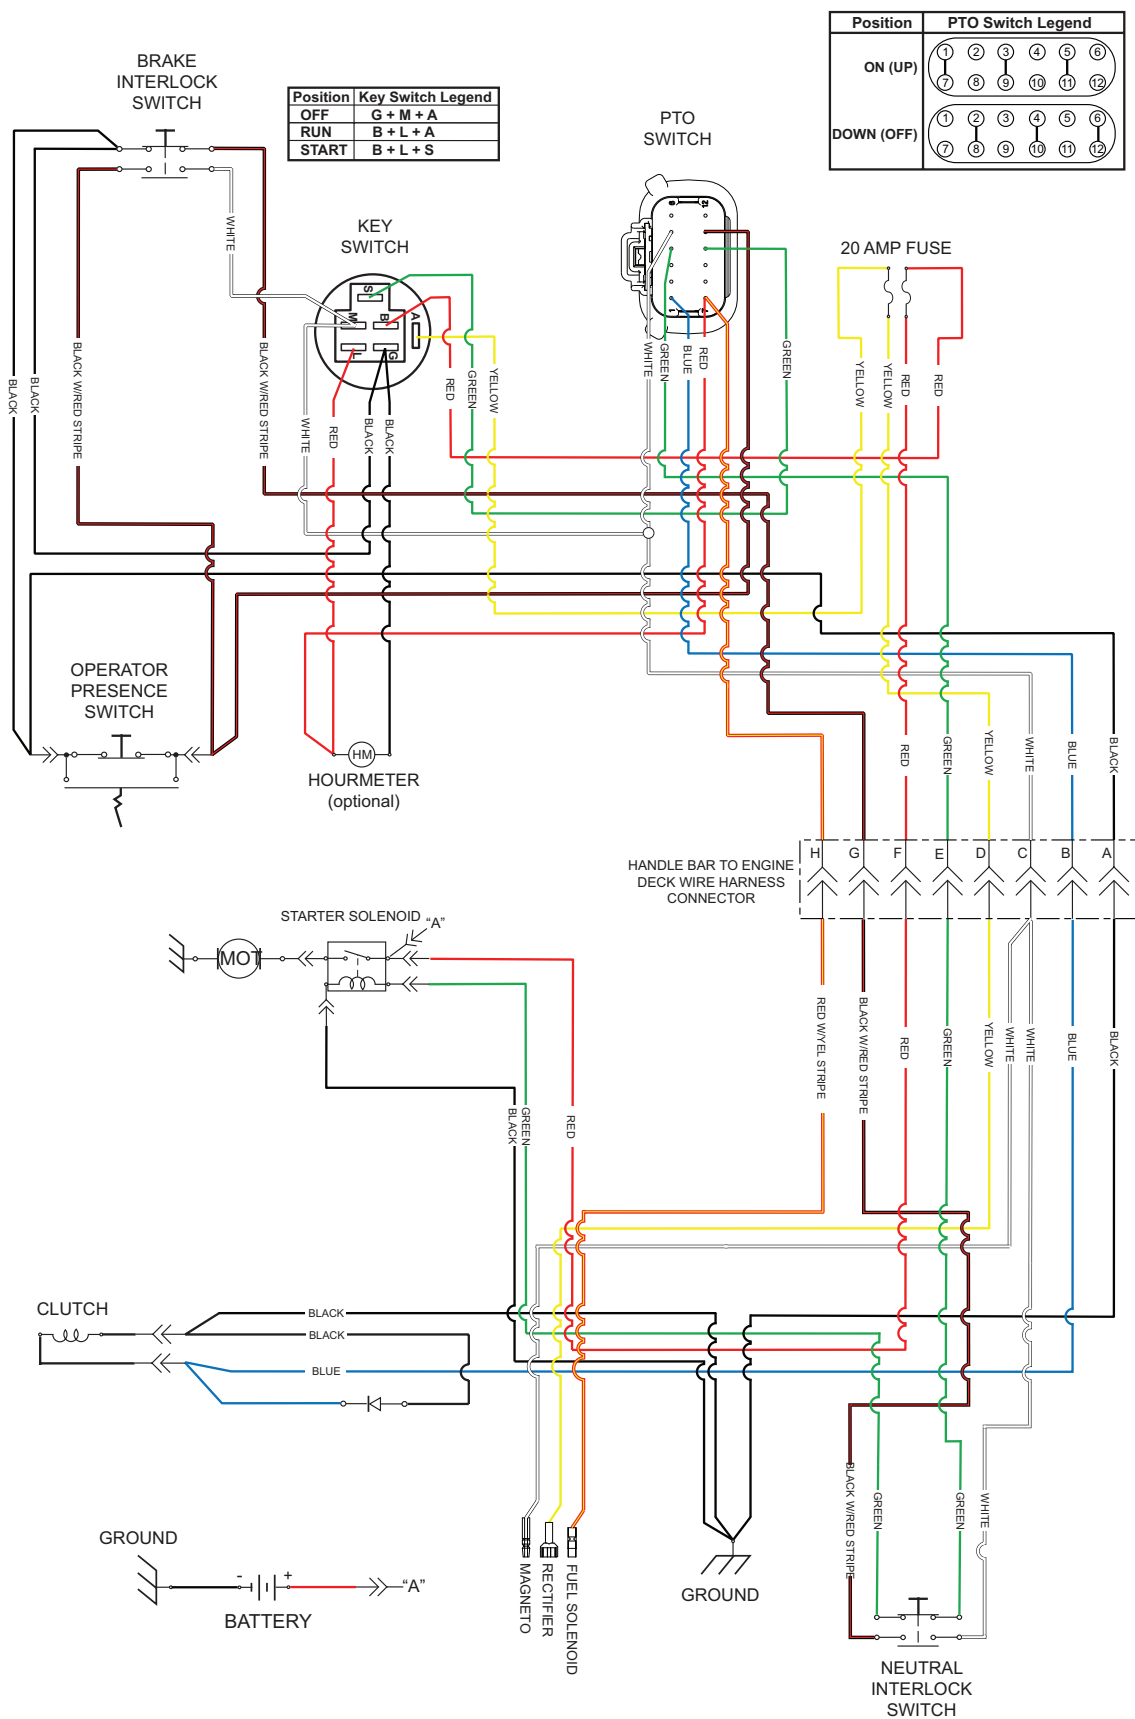 Position PTO Switch Legend
ON (UP)
1 2 3 4 5 6
7 8 9 10 11 12
DOWN (OFF)
1 2 3 4 5 6
7 8 9 10 11 12
BRAKE
INTERLOCK
SWITCH
Position Key Switch Legend
OFF G + M + A
RUN B + L + A
START B + L + S
PTO
SWITCH
KEY
SWITCH
20 AMP FUSE
S
M
B
A
L
G
6
12
1
7
WHITE
BLACK
BLACK
BLACK W/RED STRIPE
BLACK W/RED STRIPE
WHITE
RED
BLACK
BLACK
RED
GREEN
YELLOW
WHITE
GREEN
BLUE
RED
GREEN
YELLOW
YELLOW
RED
RED
OPERATOR
PRESENCE
SWITCH
HM
HOURMETER
(optional)
RED
GREEN
YELLOW
WHITE
BLUE
BLACK
HANDLE BAR TO ENGINE
DECK WIRE HARNESS
CONNECTOR
H G F E D C B A
STARTER SOLENOID
“A”
MOT
RED W/YEL STRIPE
BLACK W/RED STRIPE
RED
GREEN
YELLOW
WHITE
WHITE
BLUE
BLACK
BLACK
GREEN
RED
CLUTCH
BLACK
BLACK
BLUE
BLACK W/RED STRIPE
GREEN
GREEN
WHITE
GROUND
- +
“A”
BATTERY
MAGNETO
RECTIFIER
FUEL SOLENOID
GROUND
NEUTRAL
INTERLOCK
SWITCH